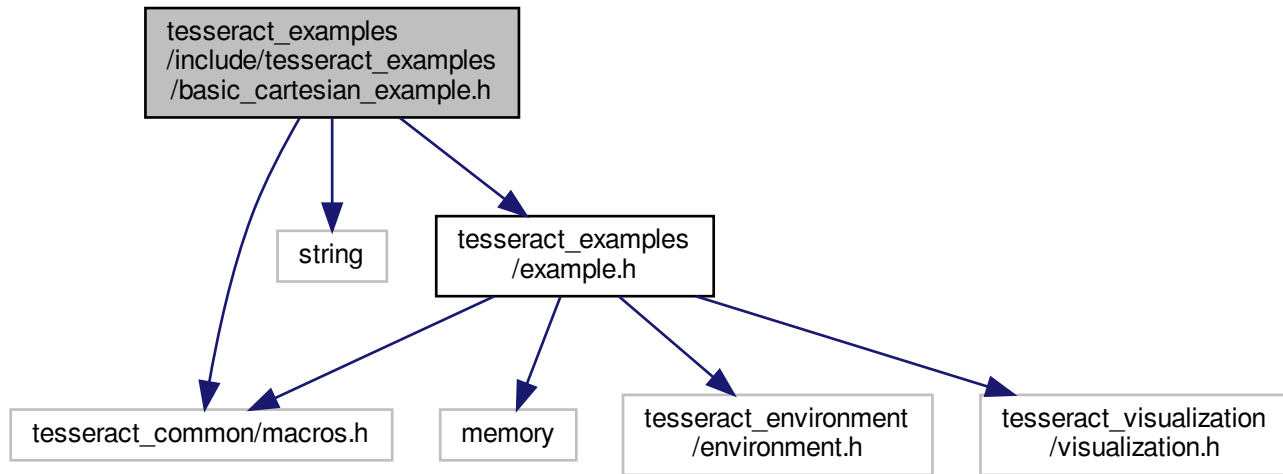 tesseract_examples
/include/tesseract_examples
/basic_cartesian_example.h
string
tesseract_examples
/example.h
tesseract_common/macros.h
memory
tesseract_environment
/environment.h
tesseract_visualization
/visualization.h